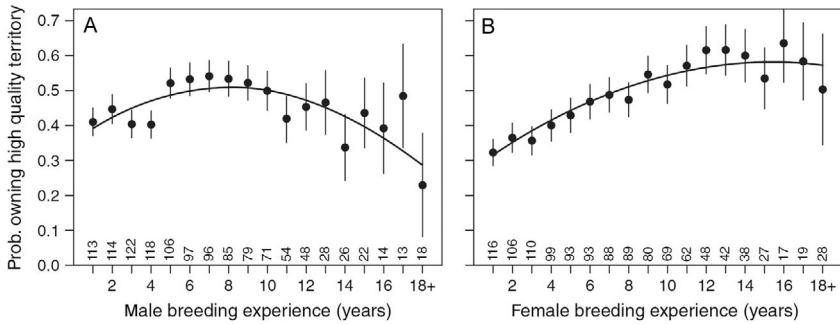 A
B
Prob. owning high quality territory
0.7
0.6
0.5
0.4
0.3
0.2
0.1
0.0
113 114 122 118 106 97 96 85 79 71 54 48 28 26 22 14 13 18
116 106 110 99 93 93 88 89 80 69 62 48 42 38 27 17 19 28
2 4 6 8 10 12 14 16 18+
2 4 6 8 10 12 14 16 18+
Male breeding experience (years)
Female breeding experience (years)